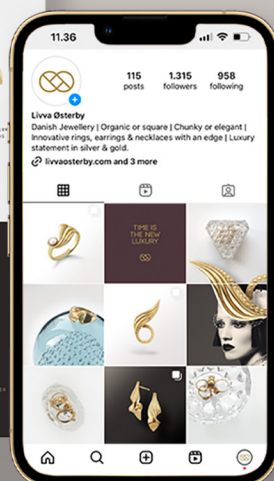 11.36
115
1.315
958
posts
followers
following
Livva Østerby
Danish Jewellery | Organic or square | Chunky or elegant |
Innovative rings, earrings & necklaces with an edge | Luxury
statement in silver & gold.
livvaosterby.com and 3 more
TIME IS
THE NEW
LUXURY